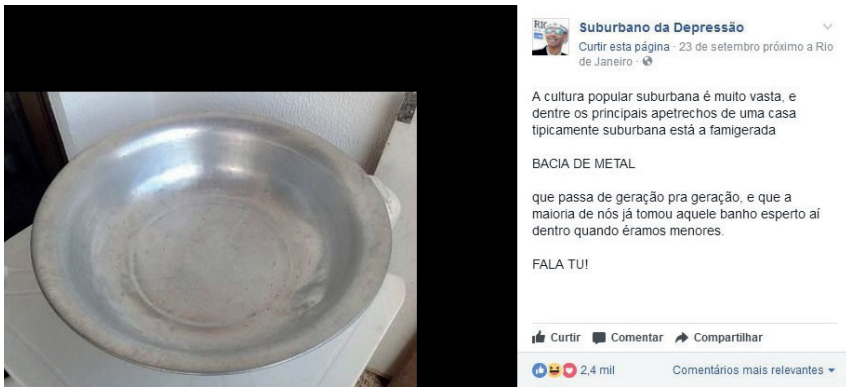 RIO
Suburbano da Depressão
Curtir esta página · 23 de setembro próximo a Rio
de Janeiro ·
A cultura popular suburbana é muito vasta, e
dentre os principais apetrechos de uma casa
tipicamente suburbana está a famigerada
BACIA DE METAL
que passa de geração pra geração, e que a
maioria de nós já tomou aquele banho esperto aí
dentro quando éramos menores.
FALA TU!
Curtir Comentar Compartilhar
2,4 mil Comentários mais relevantes